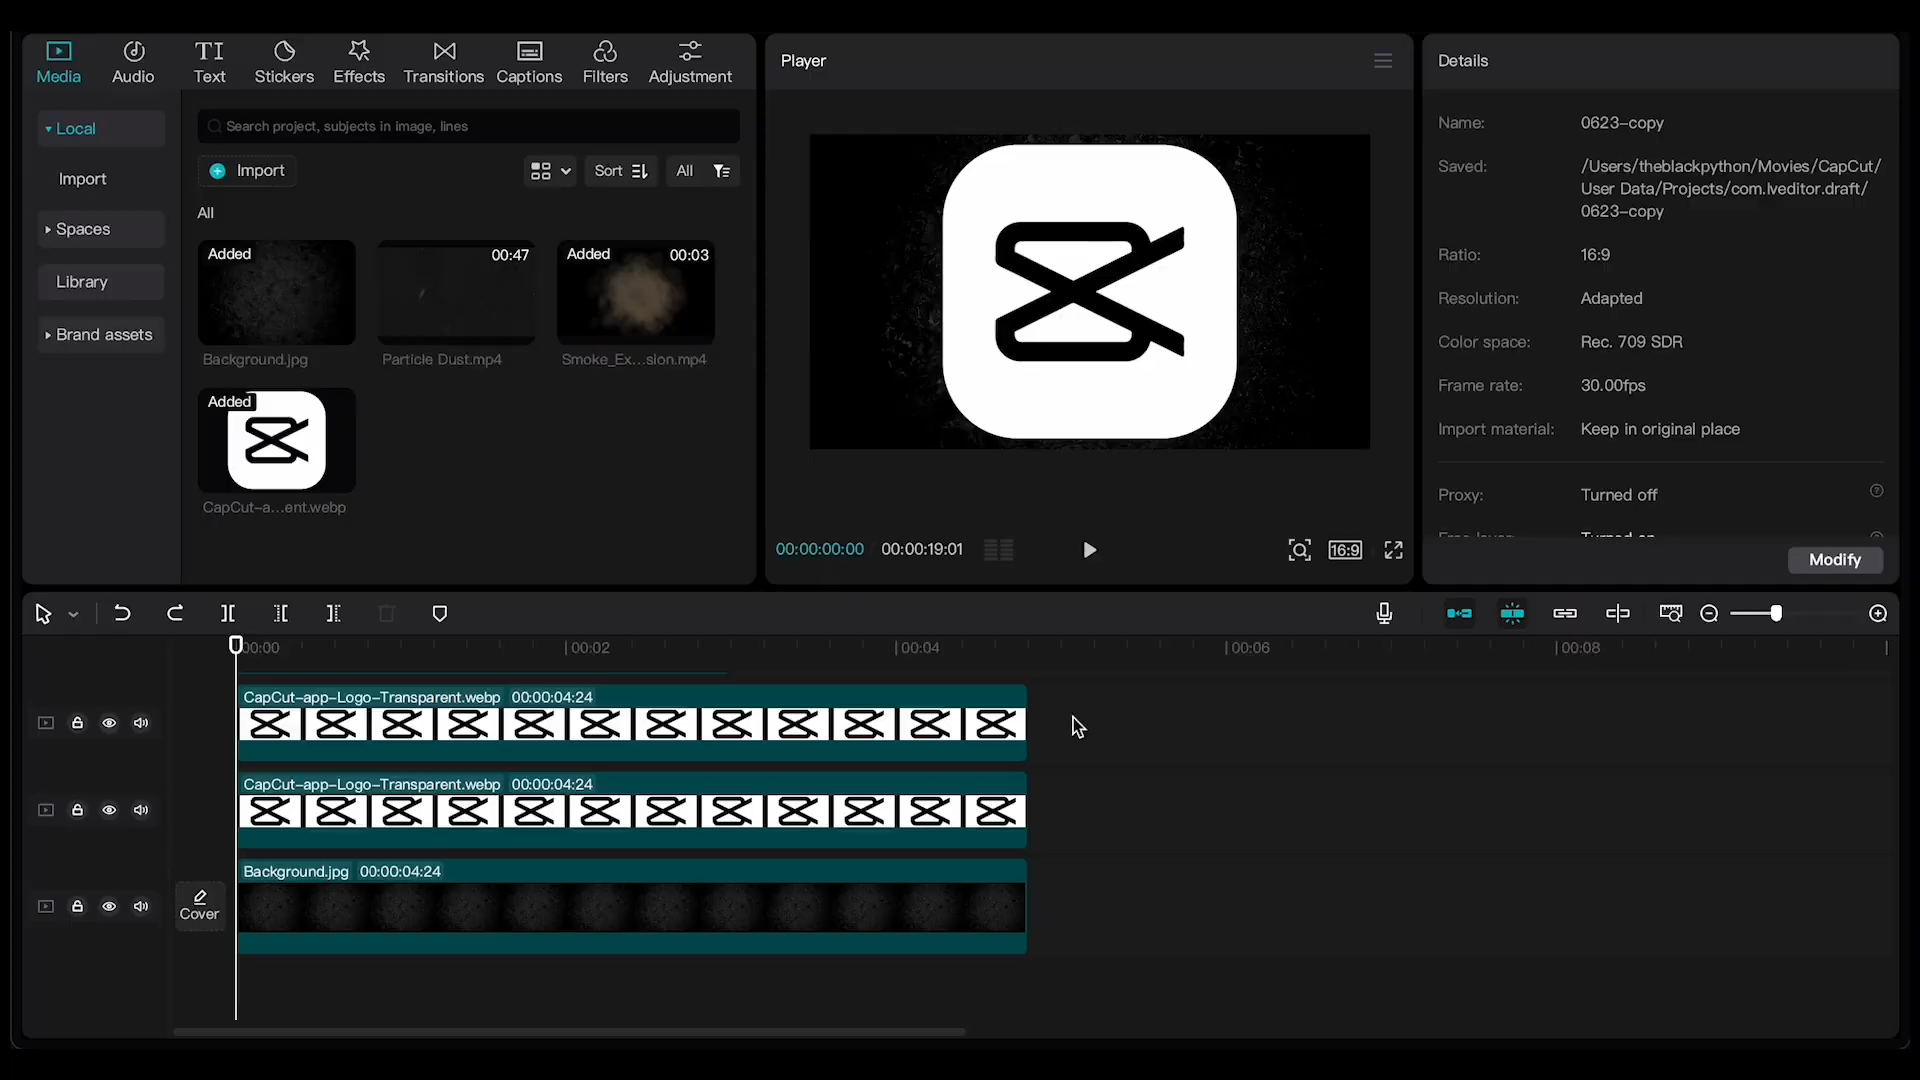 Media
Audio
Text
Stickers
Effects
Transitions
Captions
Filters
Adjustment
Local
Import
Spaces
Library
Brand assets
Search project, subjects in image, lines
Import
Sort
All
All
Added
00:47
Added
00:03
Background.jpg
Particle Dust.mp4
Smoke_Ex...sion.mp4
Added
CapCut-a...ent.webp
Player
00:00:00:00
00:00:19:01
16:9
Details
Name:
0623-copy
Saved:
/Users/theblackpython/Movies/CapCut/
User Data/Projects/com.lveditor.draft/
0623-copy
Ratio:
16:9
Resolution:
Adapted
Color space:
Rec. 709 SDR
Frame rate:
30.00fps
Import material:
Keep in original place
Proxy:
Turned off
Free layer:
Turned on
Modify
00:00
00:02
00:04
00:06
00:08
CapCut-app-Logo-Transparent.webp 00:00:04:24
CapCut-app-Logo-Transparent.webp 00:00:04:24
Background.jpg 00:00:04:24
Cover